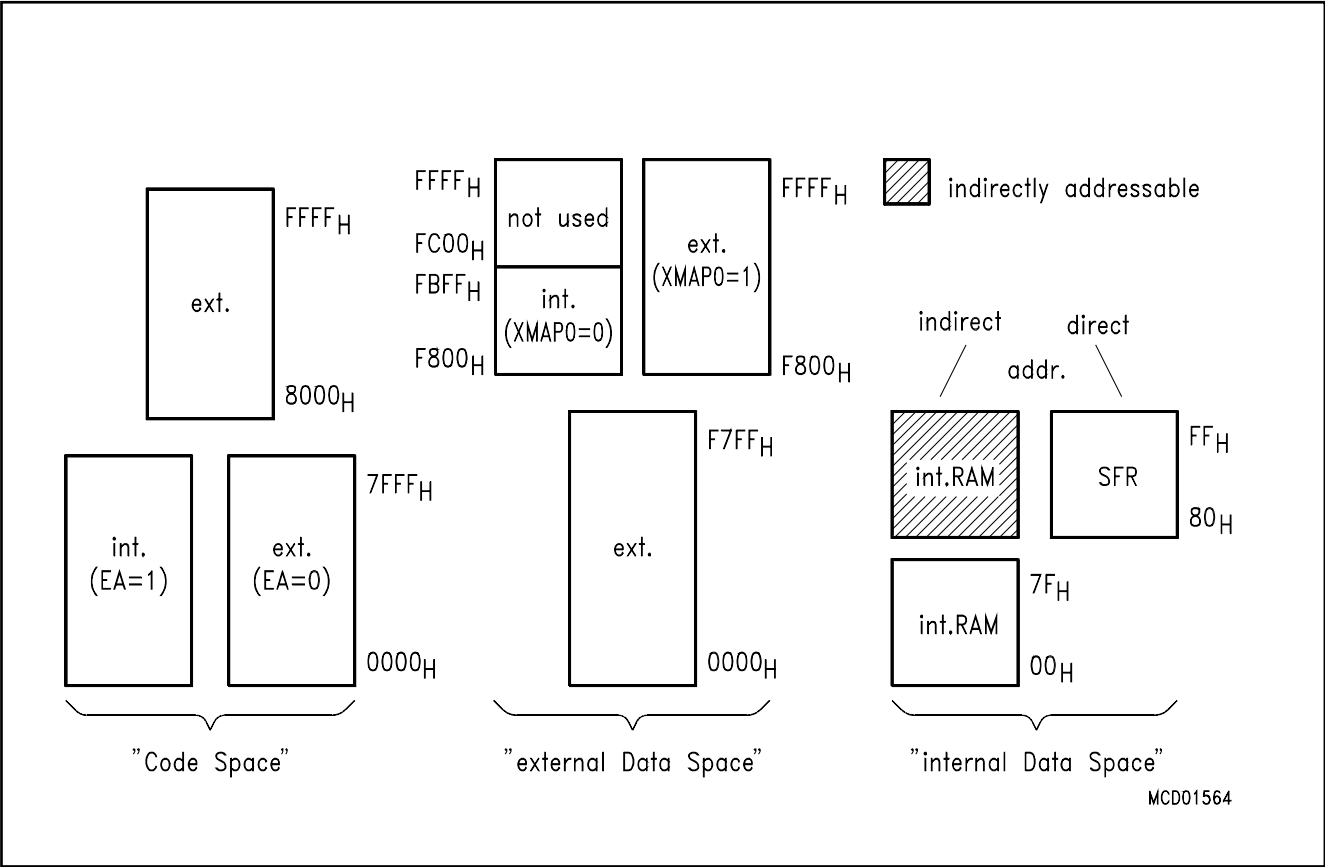 FFFFH
ext.
8000H
int.
(EA=1)
ext.
(EA=0)
7FFFH
0000H
"Code Space"
FFFFH
not used
FC00H
FBFFH
int.
(XMAP0=0)
F800H
ext.
(XMAP0=1)
FFFFH
F800H
F7FFH
ext.
0000H
"external Data Space"
indirectly addressable
indirect
direct
addr.
int.RAM
SFR
FFH
80H
int.RAM
7FH
00H
"internal Data Space"
MCD01564